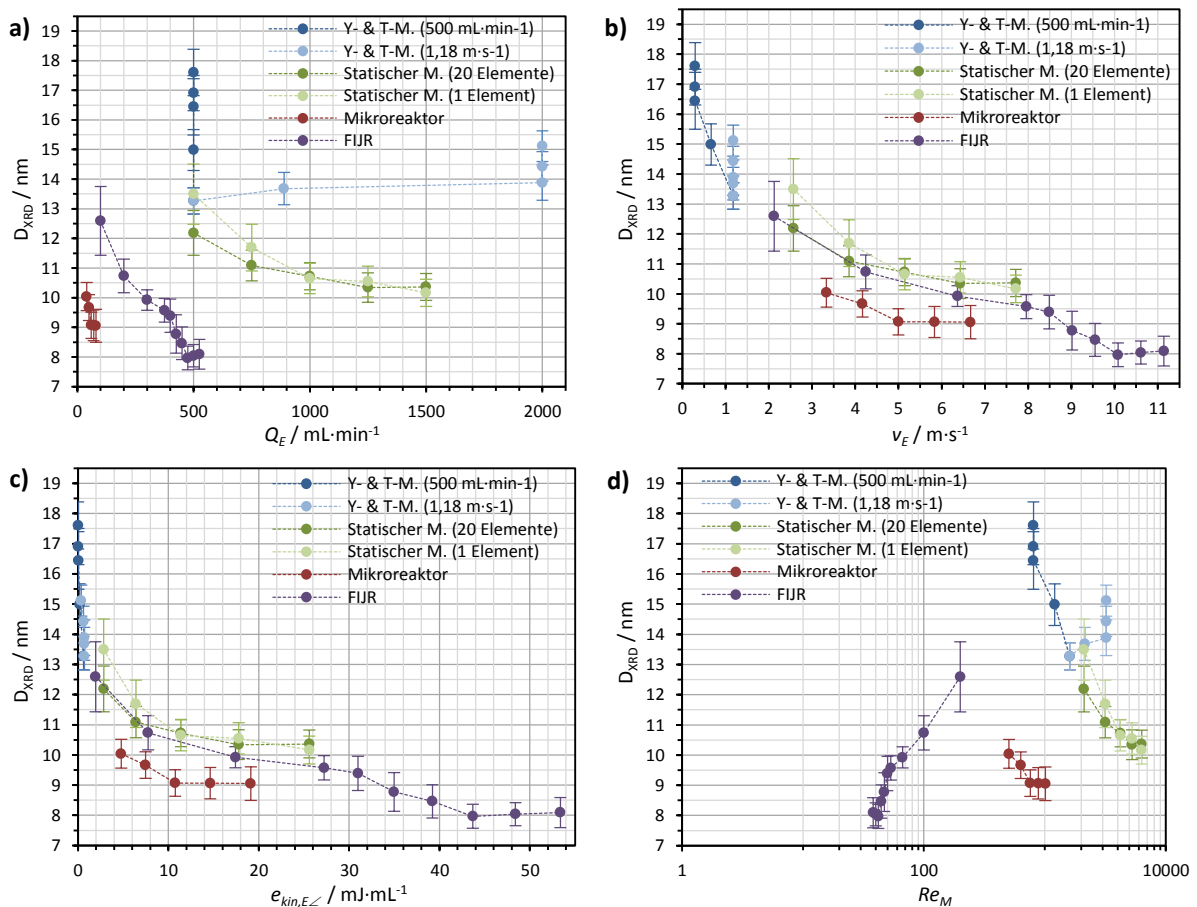 a)
19
18
17
16
15
14
13
12
11
10
9
8
7
D_XRD / nm
0 500 1000 1500 2000
Q_E / mL·min⁻¹
Y- & T-M. (500 mL·min-1)
Y- & T-M. (1,18 m·s-1)
Statischer M. (20 Elemente)
Statischer M. (1 Element)
Mikroreaktor
FIJR
b)
19
18
17
16
15
14
13
12
11
10
9
8
7
D_XRD / nm
0 1 2 3 4 5 6 7 8 9 10 11
v_E / m·s⁻¹
Y- & T-M. (500 mL·min-1)
Y- & T-M. (1,18 m·s-1)
Statischer M. (20 Elemente)
Statischer M. (1 Element)
Mikroreaktor
FIJR
c)
19
18
17
16
15
14
13
12
11
10
9
8
7
D_XRD / nm
0 10 20 30 40 50
e_kin,E∠ / mJ·mL⁻¹
Y- & T-M. (500 mL·min-1)
Y- & T-M. (1,18 m·s-1)
Statischer M. (20 Elemente)
Statischer M. (1 Element)
Mikroreaktor
FIJR
d)
19
18
17
16
15
14
13
12
11
10
9
8
7
D_XRD / nm
1 100 10000
Re_M
Y- & T-M. (500 mL·min-1)
Y- & T-M. (1,18 m·s-1)
Statischer M. (20 Elemente)
Statischer M. (1 Element)
Mikroreaktor
FIJR